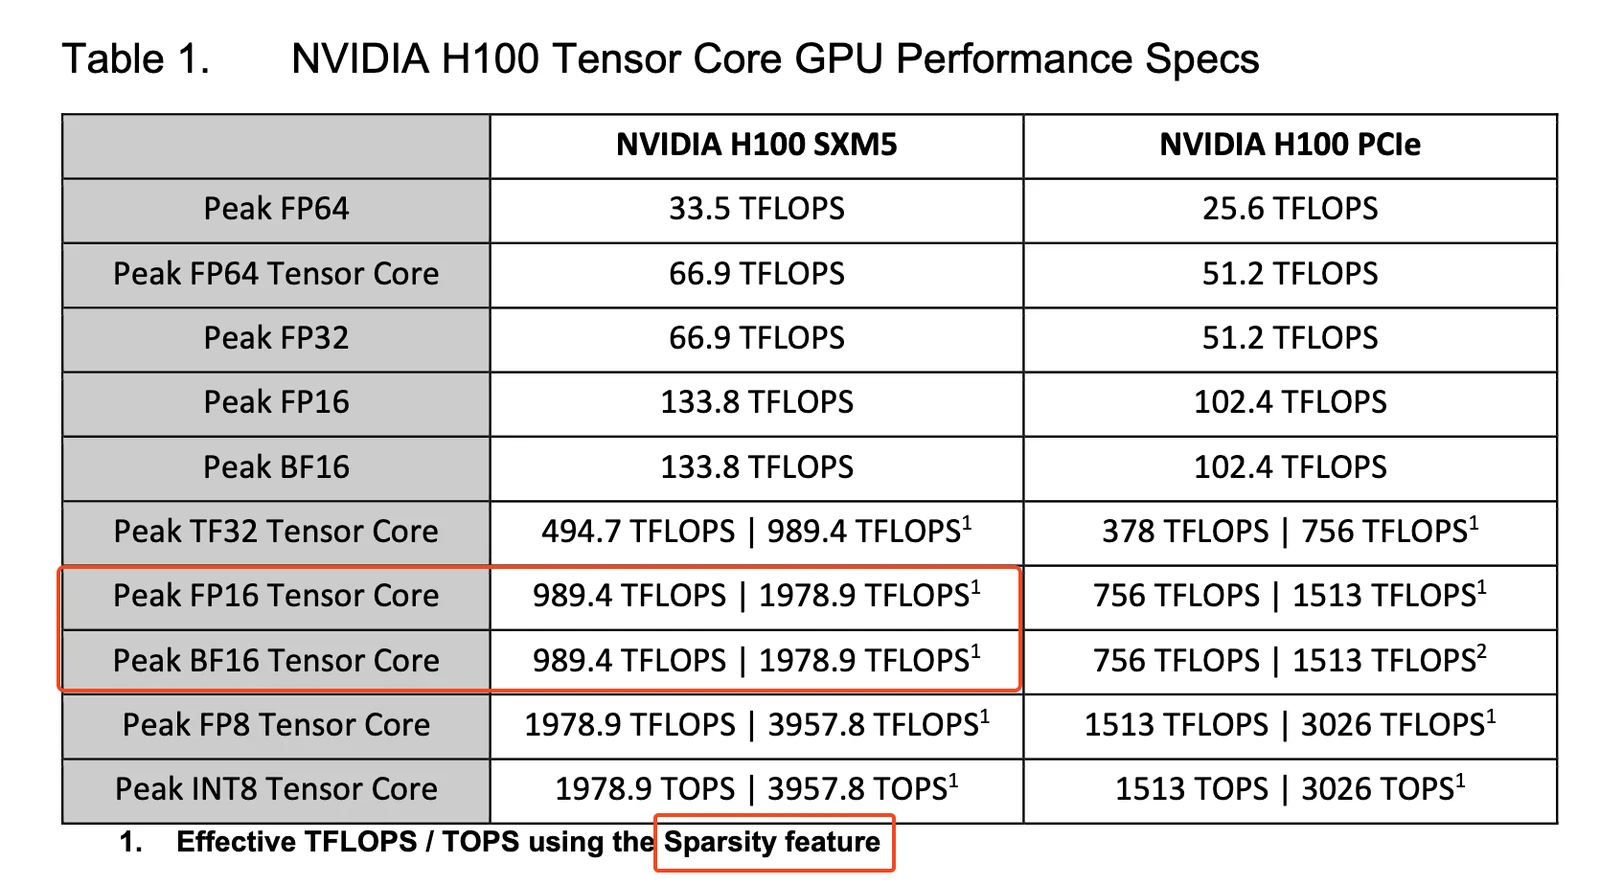 Table 1. NVIDIA H100 Tensor Core GPU Performance Specs
NVIDIA H100 SXM5 NVIDIA H100 PCIe
Peak FP64 33.5 TFLOPS 25.6 TFLOPS
Peak FP64 Tensor Core 66.9 TFLOPS 51.2 TFLOPS
Peak FP32 66.9 TFLOPS 51.2 TFLOPS
Peak FP16 133.8 TFLOPS 102.4 TFLOPS
Peak BF16 133.8 TFLOPS 102.4 TFLOPS
Peak TF32 Tensor Core 494.7 TFLOPS | 989.4 TFLOPS¹ 378 TFLOPS | 756 TFLOPS¹
Peak FP16 Tensor Core 989.4 TFLOPS | 1978.9 TFLOPS¹ 756 TFLOPS | 1513 TFLOPS¹
Peak BF16 Tensor Core 989.4 TFLOPS | 1978.9 TFLOPS¹ 756 TFLOPS | 1513 TFLOPS²
Peak FP8 Tensor Core 1978.9 TFLOPS | 3957.8 TFLOPS¹ 1513 TFLOPS | 3026 TFLOPS¹
Peak INT8 Tensor Core 1978.9 TOPS | 3957.8 TOPS¹ 1513 TOPS | 3026 TOPS¹
1. Effective TFLOPS / TOPS using the Sparsity feature